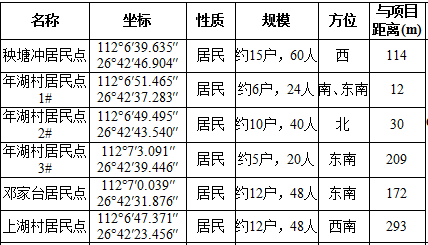 名称 坐标 性质 规模 方位 与项目
距离(m)
秧塘冲居民点 112°6′39.635″
26°42′46.904″ 居民 约15户，60人 西 114
年湖村居民点
1# 112°6′51.465″
26°42′37.283″ 居民 约6户，24人 南、东南 12
年湖村居民点
2# 112°6′49.495″
26°42′43.540″ 居民 约10户，40人 北 30
年湖村居民点
3# 112°7′3.091″
26°42′39.446″ 居民 约5户，20人 东南 209
邓家台居民点 112°7′0.039″
26°42′31.876″ 居民 约12户，48人 东南 172
上湖村居民点 112°6′47.371″
26°42′23.456″ 居民 约12户，48人 西南 293